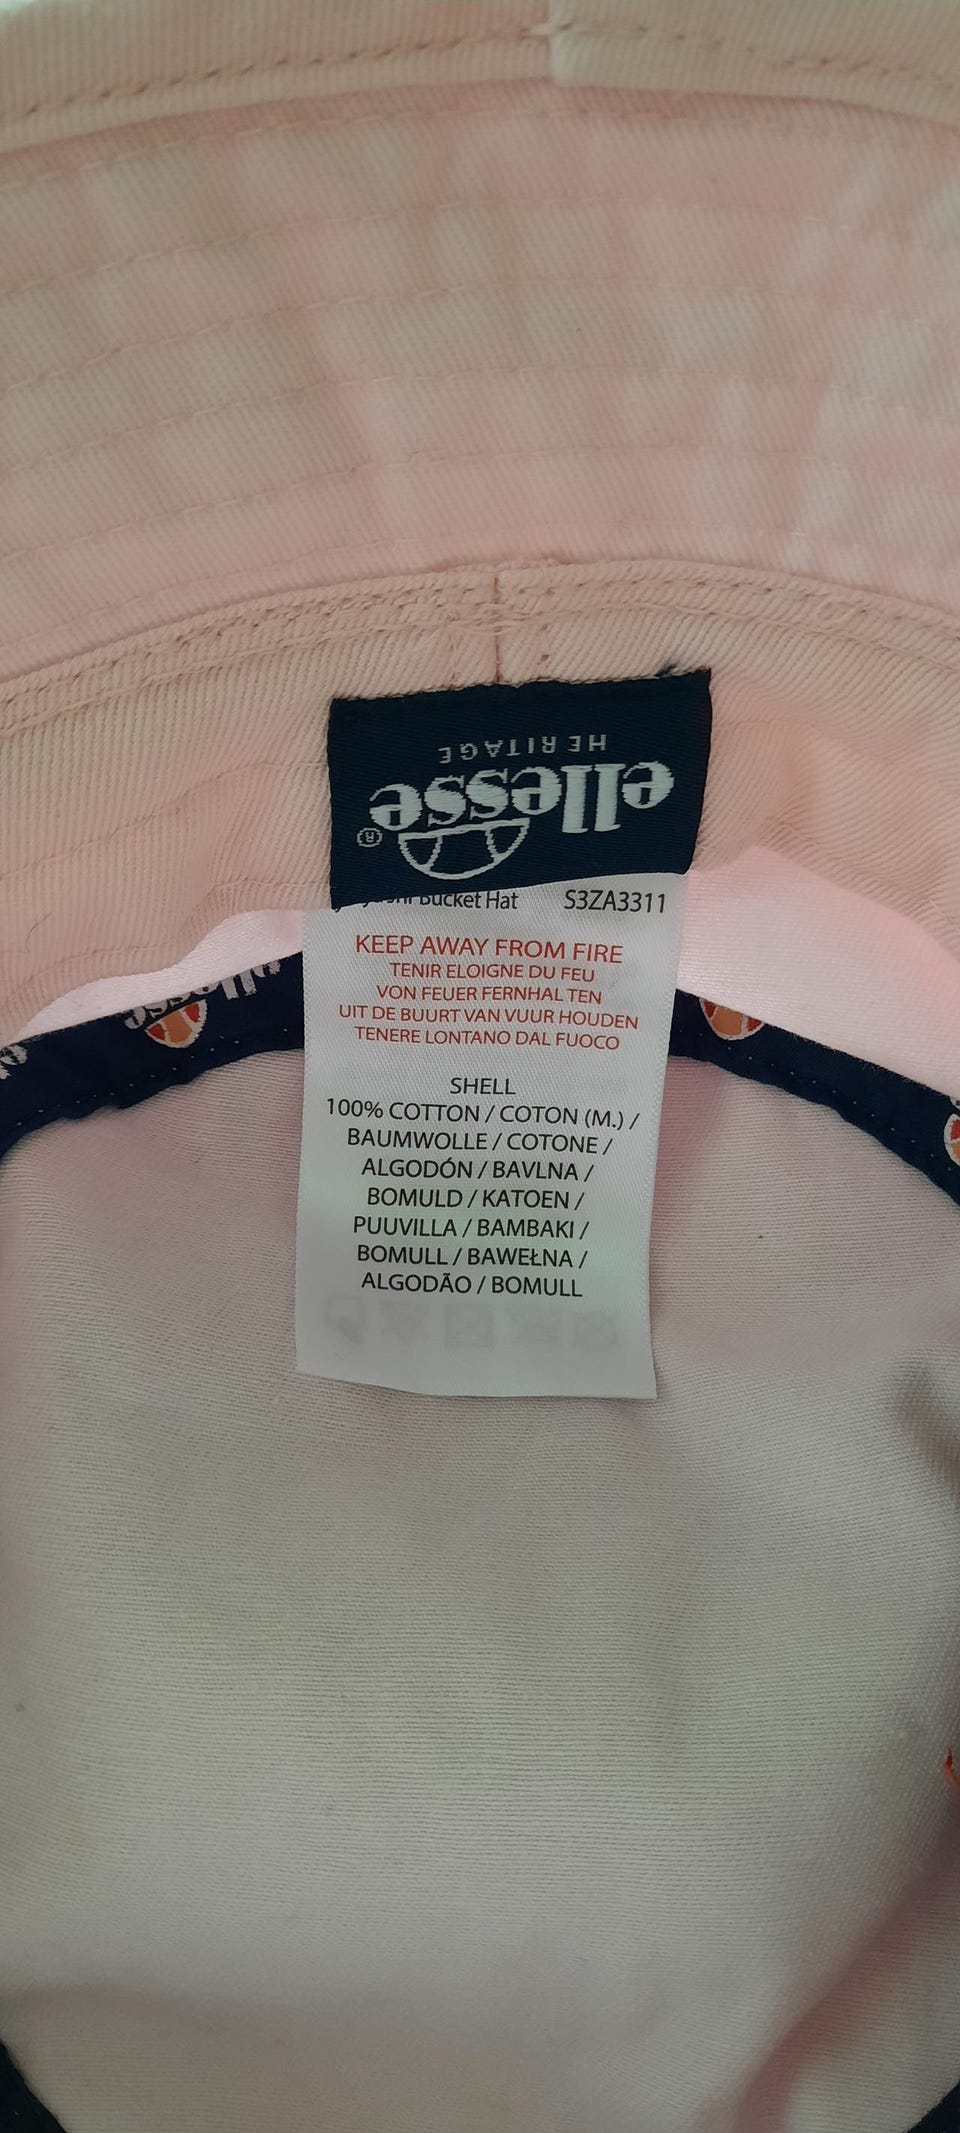 HERITAGE
ellesse
®
Bucket Hat S3ZA3311
KEEP AWAY FROM FIRE
TENIR ELOIGNE DU FEU
VON FEUER FERNHALTEN
UIT DE BUURT VAN VUUR HOUDEN
TENERE LONTANO DAL FUOCO
SHELL
100% COTTON / COTON (M.) /
BAUMWOLLE / COTONE /
ALGODÓN / BAVLNA /
BOMULD / KATOEN /
PUUVILLA / BAMBAKI /
BOMULL / BAWEŁNA /
ALGODÃO / BOMULL